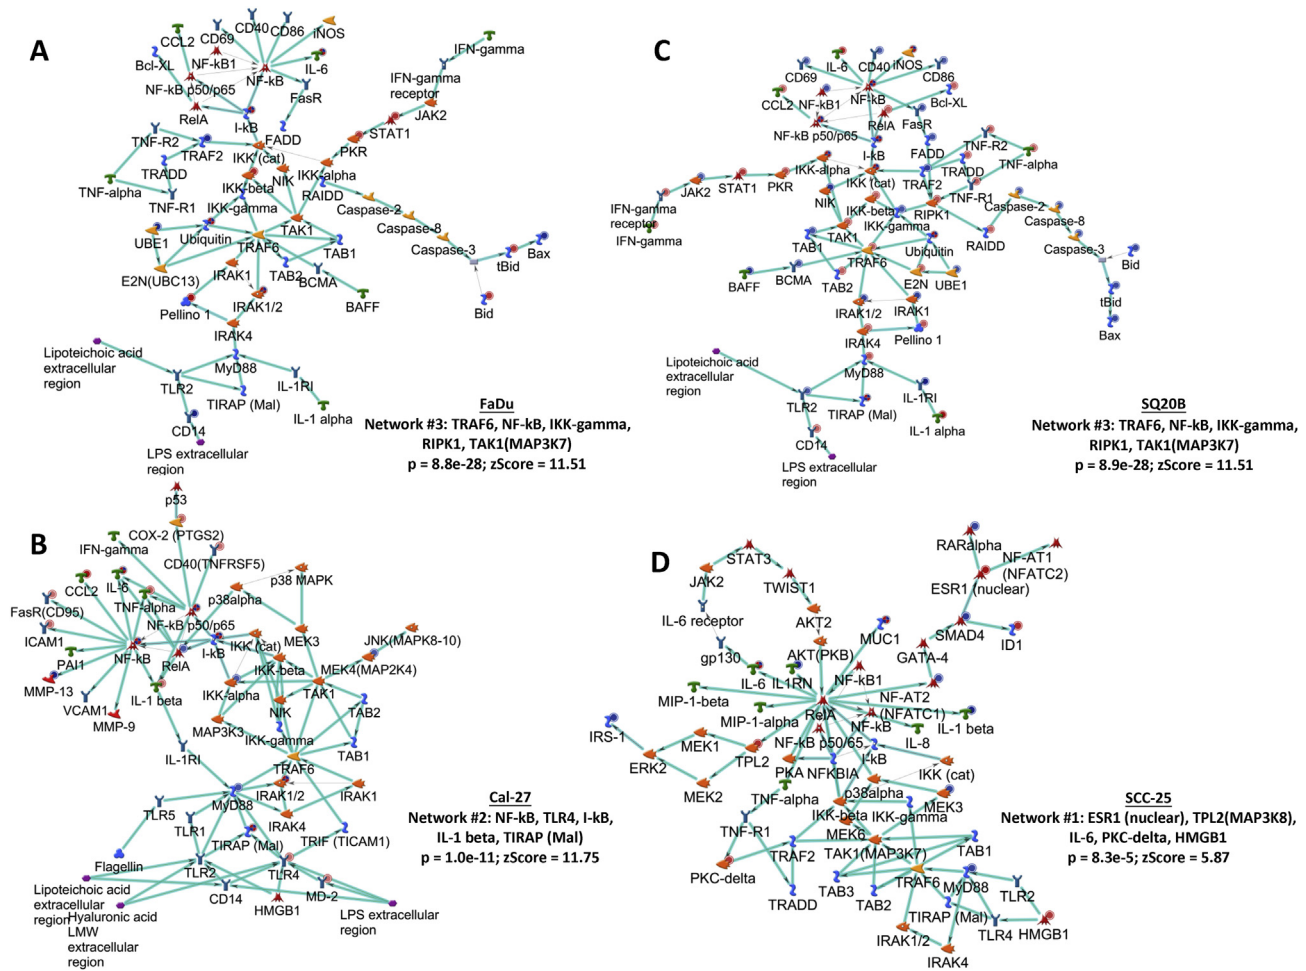 A
CD40
CD86
iNOS
CD69
CCL2
NF-kB1
Bcl-XL
IL-6
NF-kB
NF-kB p50/p65
FasR
RelA
I-kB
IFN-gamma
IFN-gamma
receptor
JAK2
STAT1
PKR
TNF-R2
FADD
TRAF2
IKK (cat)
TRADD
IKK-alpha
NIK
TNF-alpha
IKK-beta
RAIDD
TNF-R1
IKK-gamma
Caspase-2
UBE1
Ubiquitin
TAK1
Caspase-8
TRAF6
TAB1
Caspase-3
Bax
E2N(UBC13)
IRAK1
TAB2
BCMA
tBid
Pellino 1
IRAK1/2
BAFF
Bid
IRAK4
Lipoteichoic acid
extracellular
region
MyD88
IL-1RI
TLR2
TIRAP (Mal)
IL-1 alpha
CD14
LPS extracellular
region
FaDu
Network #3: TRAF6, NF-kB, IKK-gamma,
RIPK1, TAK1(MAP3K7)
p = 8.8e-28; zScore = 11.51
C
IL-6
CD40
iNOS
CD69
CD86
CCL2
NF-kB1
NF-kB
Bcl-XL
RelA
FasR
NF-kB p50/p65
I-kB
FADD
TNF-R2
TNF-alpha
IKK-alpha
TRADD
PKR
IKK (cat)
TRAF2
JAK2
STAT1
TNF-R1
NIK
IKK-beta
RIPK1
Caspase-2
IFN-gamma
receptor
IFN-gamma
IKK-gamma
Caspase-8
TAK1
RAIDD
TAB1
Ubiquitin
Caspase-3
TRAF6
Bid
BAFF
BCMA
TAB2
E2N
UBE1
tBid
IRAK1/2
IRAK1
Bax
IRAK4
Pellino 1
Lipoteichoic acid
extracellular
region
MyD88
IL-1RI
TLR2
TIRAP (Mal)
IL-1 alpha
CD14
LPS extracellular
region
SQ20B
Network #3: TRAF6, NF-kB, IKK-gamma,
RIPK1, TAK1(MAP3K7)
p = 8.9e-28; zScore = 11.51
B
p53
COX-2 (PTGS2)
IFN-gamma
CD40(TNFRSF5)
CCL2
IL-6
p38 MAPK
TNF-alpha
p38alpha
FasR(CD95)
NF-kB p50/p65
ICAM1
I-kB
IKK (cat)
MEK3
JNK(MAPK8-10)
PAI1
NF-kB
RelA
IKK-beta
MEK4(MAP2K4)
MMP-13
IL-1 beta
IKK-alpha
TAK1
VCAM1
NIK
TAB2
MMP-9
MAP3K3
IKK-gamma
TAB1
IL-1RI
TRAF6
MyD88
IRAK1/2
IRAK1
TLR5
TLR1
IRAK4
TIRAP (Mal)
TRIF (TICAM1)
Flagellin
TLR2
TLR4
Lipoteichoic acid
extracellular
region
CD14
MD-2
HMGB1
LPS extracellular
region
Hyaluronic acid
LMW
extracellular
region
Cal-27
Network #2: NF-kB, TLR4, I-kB,
IL-1 beta, TIRAP (Mal)
p = 1.0e-11; zScore = 11.75
D
RARalpha
NF-AT1
(NFATC2)
STAT3
JAK2
TWIST1
ESR1 (nuclear)
IL-6 receptor
AKT2
MUC1
SMAD4
ID1
gp130
AKT(PKB)
GATA-4
NF-kB1
IL-6
IL1RN
NF-AT2
(NFATC1)
MIP-1-beta
MIP-1-alpha
RelA
IL-1 beta
NF-kB
IRS-1
MEK1
NF-kB p50/65
IL-8
I-kB
ERK2
TPL2
PKA
NFKBIA
IKK (cat)
MEK2
p38alpha
TNF-alpha
MEK3
IKK-beta
IKK-gamma
TNF-R1
MEK6
TRAF2
TAK1(MAP3K7)
TAB1
PKC-delta
TAB3
TRAF6
MyD88
TRADD
TAB2
TLR2
TIRAP (Mal)
IRAK1/2
TLR4
HMGB1
IRAK4
SCC-25
Network #1: ESR1 (nuclear), TPL2(MAP3K8),
IL-6, PKC-delta, HMGB1
p = 8.3e-5; zScore = 5.87